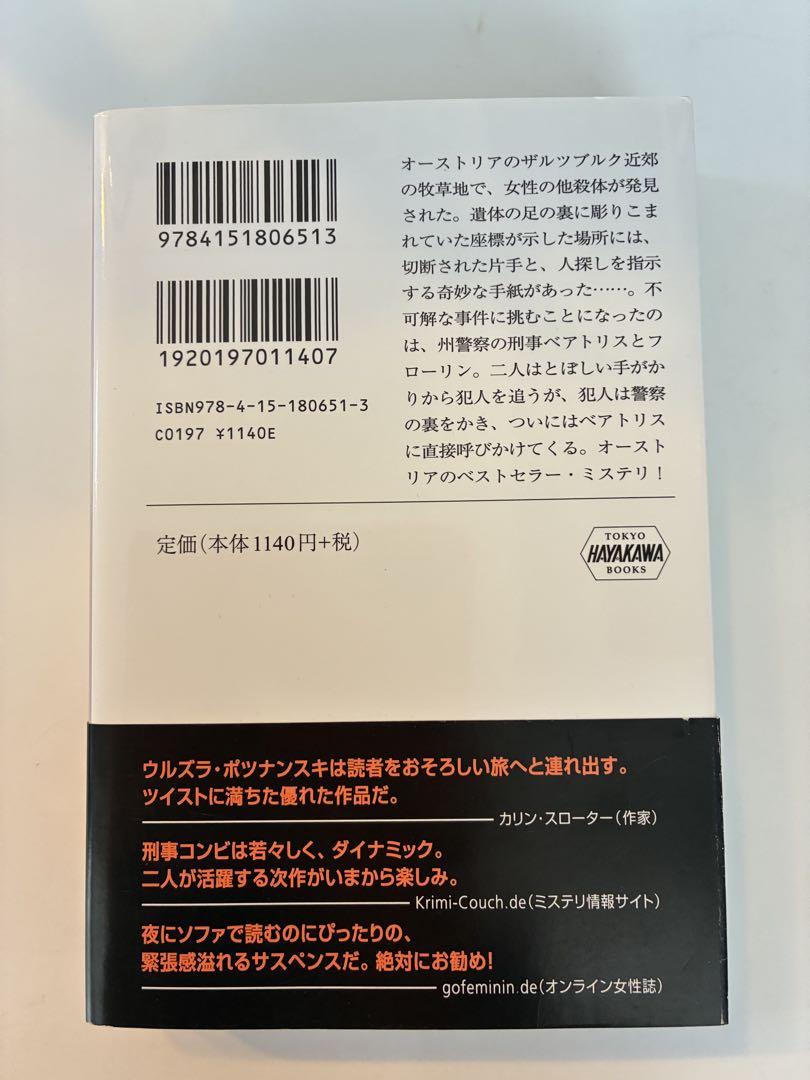 9784151806513
1920197011407
ISBN978-4-15-180651-3
C0197 ¥1140E
オーストリアのザルツブルク近郊
の牧草地で、女性の他殺体が発見
された。遺体の足の裏に彫りこま
れていた座標が示した場所には、
切断された片手と、人探しを指示
する奇妙な手紙があった……。不
可解な事件に挑むことになったの
は、州警察の刑事ベアトリスとフ
ローリン。二人はとぼしい手がか
りから犯人を追うが、犯人は警察
の裏をかき、ついにはベアトリス
に直接呼びかけてくる。オースト
リアのベストセラー・ミステリ!
定価(本体1140円+税)
TOKYO
HAYAKAWA
BOOKS
ウルズラ・ポツナンスキは読者をおそろしい旅へと連れ出す。
ツイストに満ちた優れた作品だ。
カリン・スローター(作家)
刑事コンビは若々しく、ダイナミック。
二人が活躍する次作がいまから楽しみ。
Krimi-Couch.de(ミステリ情報サイト)
夜にソファで読むのにぴったりの、
緊張感溢れるサスペンスだ。絶対にお勧め!
gofeminin.de(オンライン女性誌)